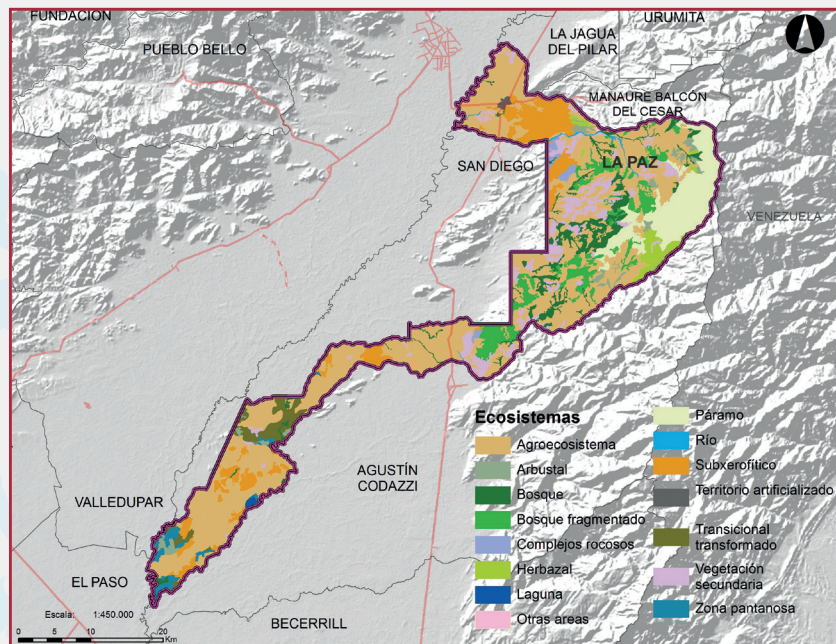 FUNDACIÓN
URUMITA
PUEBLO BELLO
LA JAGUA
DEL PILAR
MANAURE BALCÓN
DEL CESAR
SAN DIEGO
LA PAZ
VENEZUELA
AGUSTÍN
CODAZZI
VALLEDUPAR
EL PASO
BECERRILL
Ecosistemas
Agroecosistema
Arbustal
Bosque
Bosque fragmentado
Complejos rocosos
Herbazal
Laguna
Otras areas
Páramo
Río
Subxerofítico
Territorio artificializado
Transicional
transformado
Vegetación
secundaria
Zona pantanosa
Escala: 1:450.000
0 5 10 20
Km